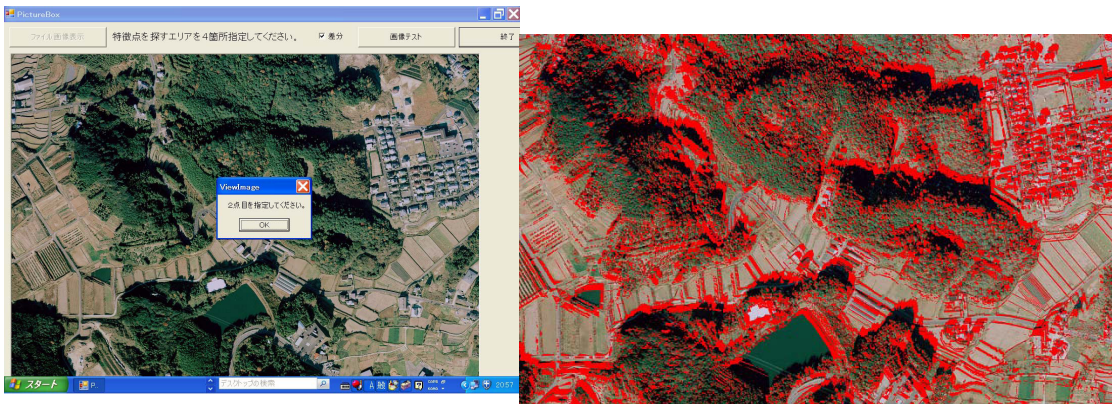 PictureBox
ファイル画像表示
特徴点を探すエリアを4箇所指定してください。
差分
画像テスト
終了
ViewImage
2点目を指定してください。
OK
スタート
P..
デスクトップの検索
A 般
CAPS
KANA
20:57